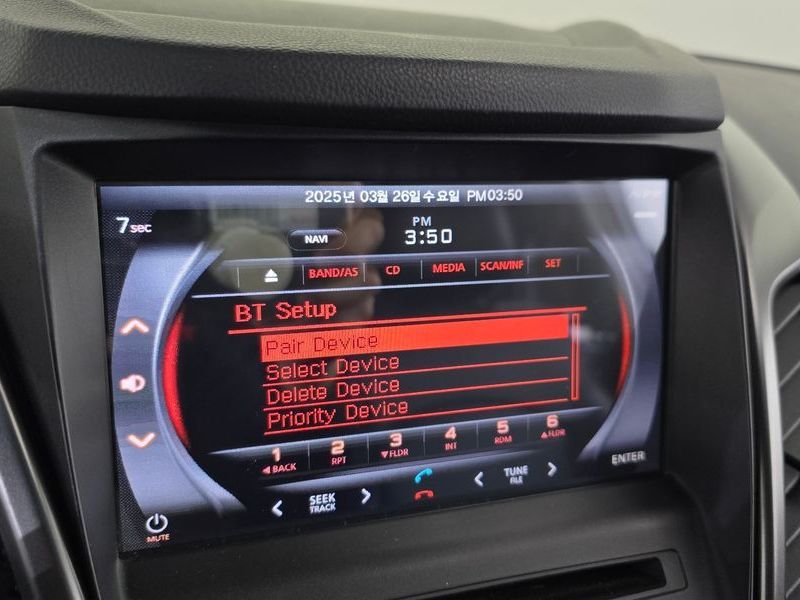 2025년 03월 26일 수요일 PM03:50
7sec
PM
NAVI 3:50
BAND/AS CD MEDIA SCAN/INF SET
BT Setup
Pair Device
Select Device
Delete Device
Priority Device
1 2 3 4 5 6
BACK RPT ▼FLDR INT RDM ▲FLDR
SEEK TRACK
TUNE FILE
ENTER
MUTE